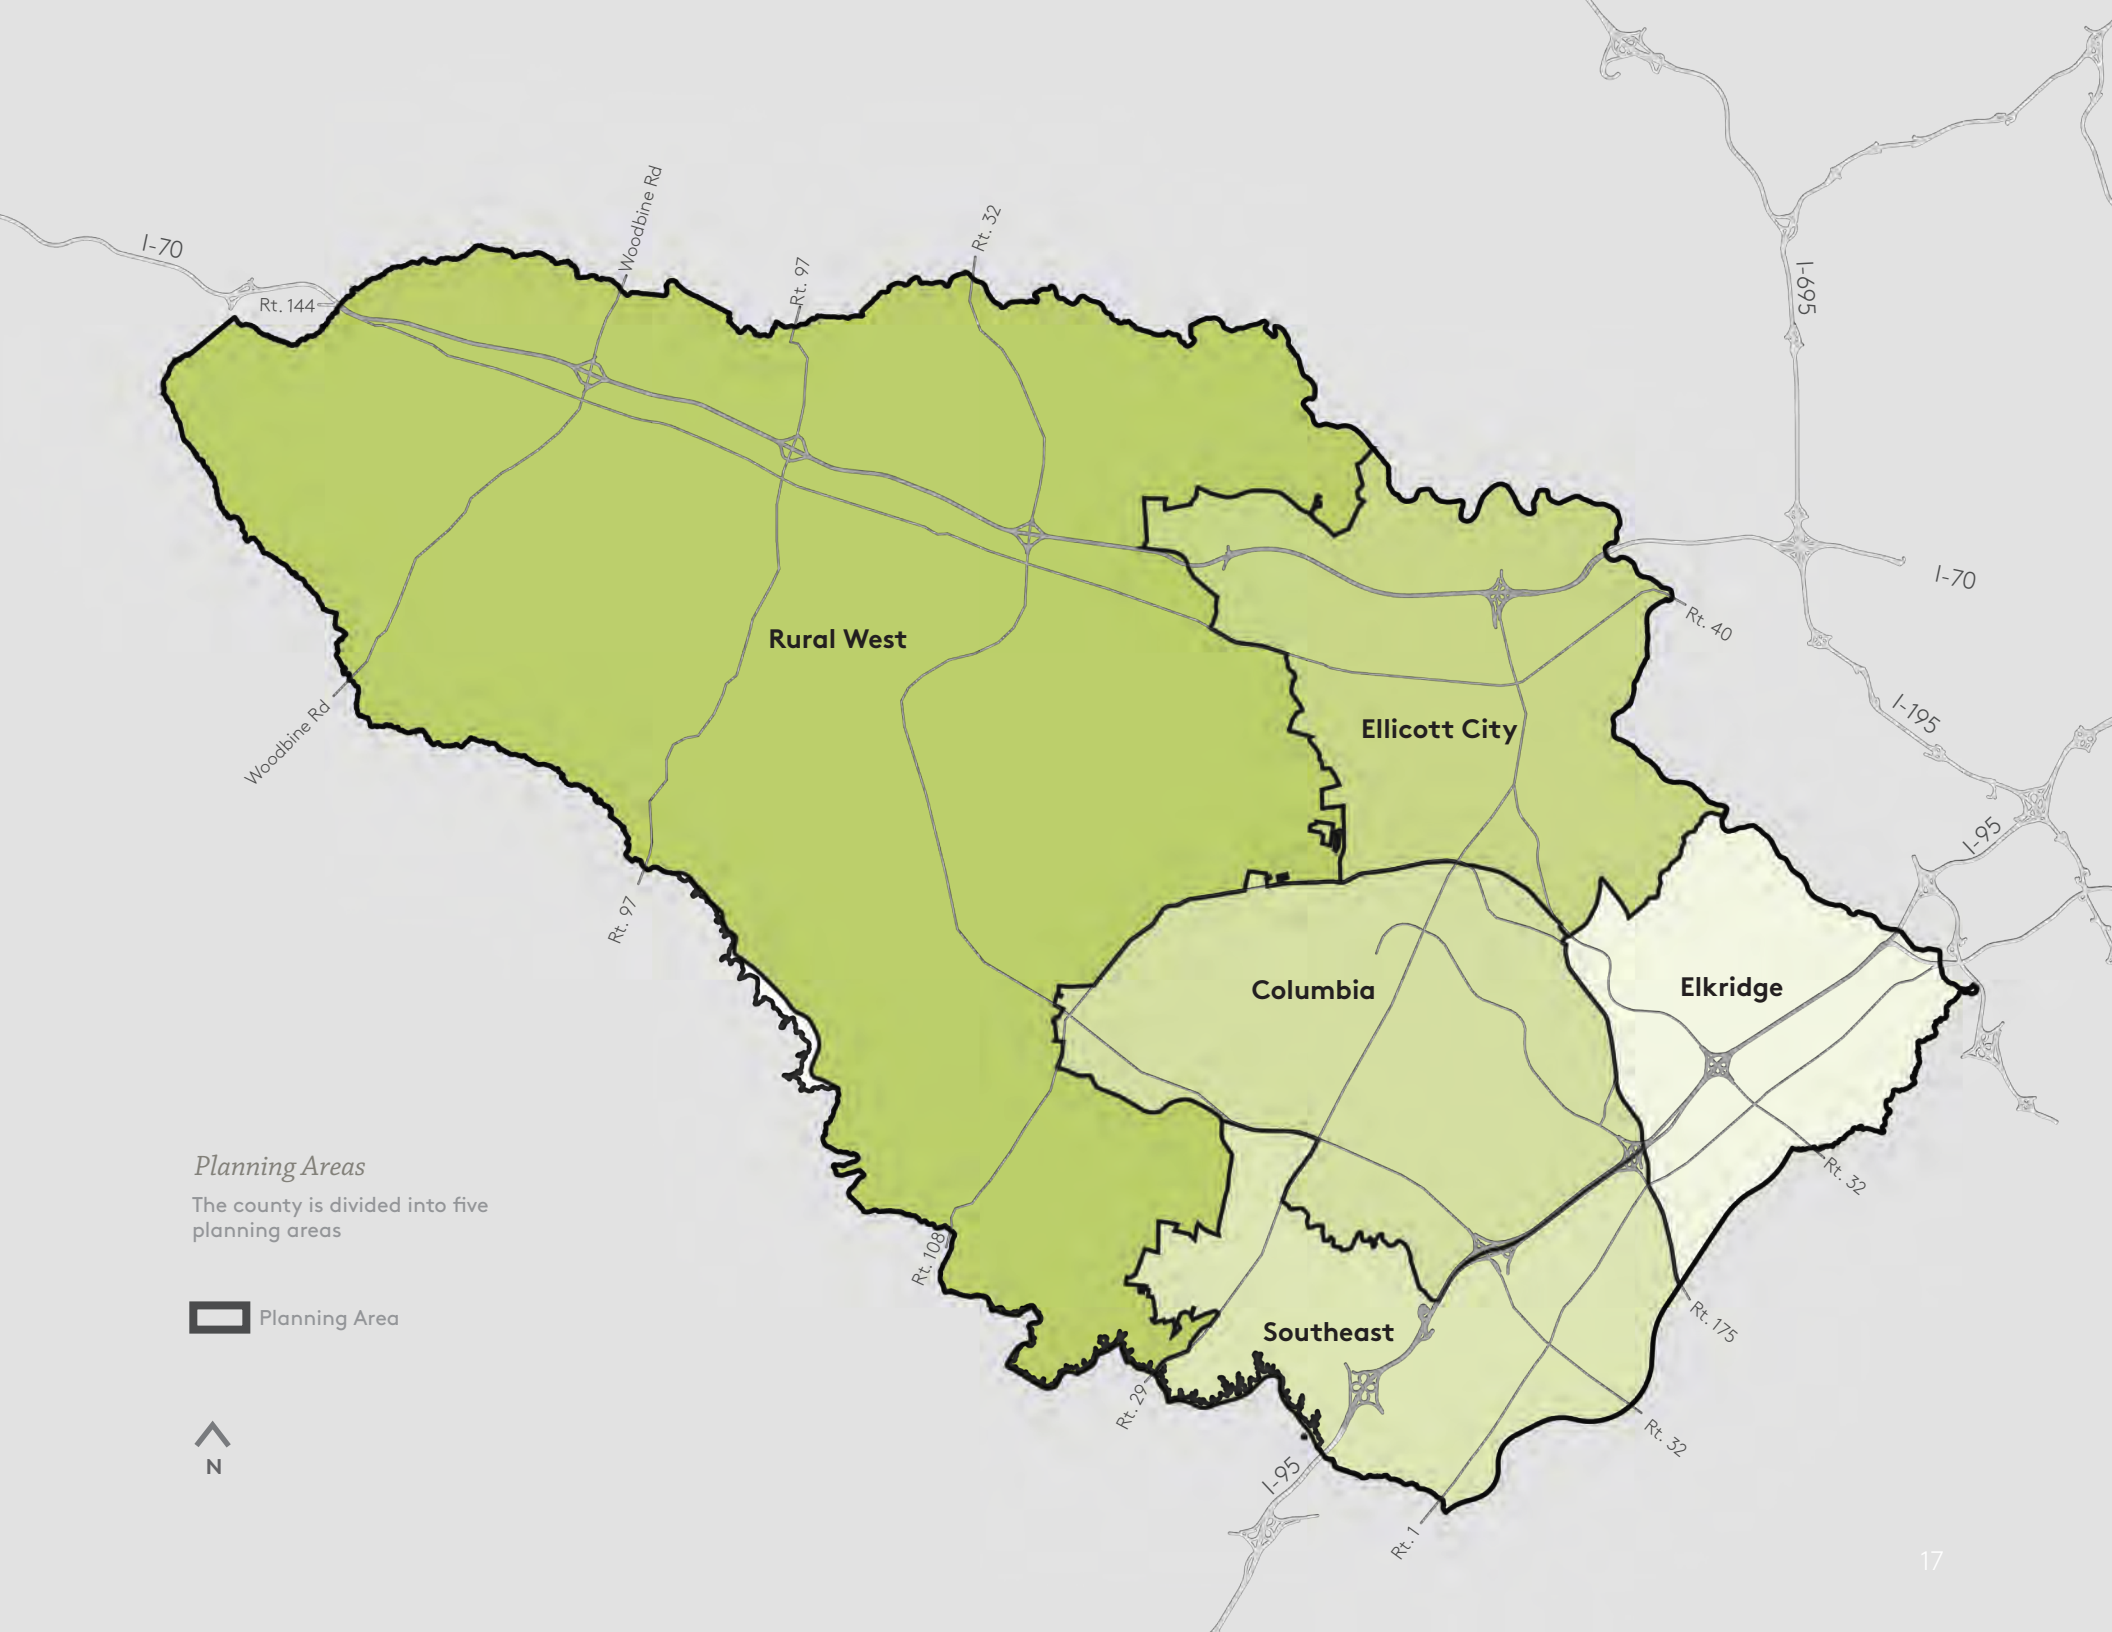 Woodbine Rd
Rt. 32
I-70
Rt. 97
Rt. 144
I-695
I-70
Rt. 40
Rural West
Ellicott City
I-195
Woodbine Rd
I-95
Rt. 97
Columbia
Elkridge
Planning Areas
The county is divided into five
planning areas
Rt. 32
Rt. 108
Planning Area
Southeast
Rt. 175
Rt. 29
Rt. 32
N
I-95
Rt. 1
17